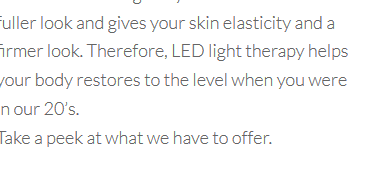 fuller look and gives your skin elasticity and a
firmer look. Therefore, LED light therapy helps
your body restores to the level when you were
in our 20's.
Take a peek at what we have to offer.